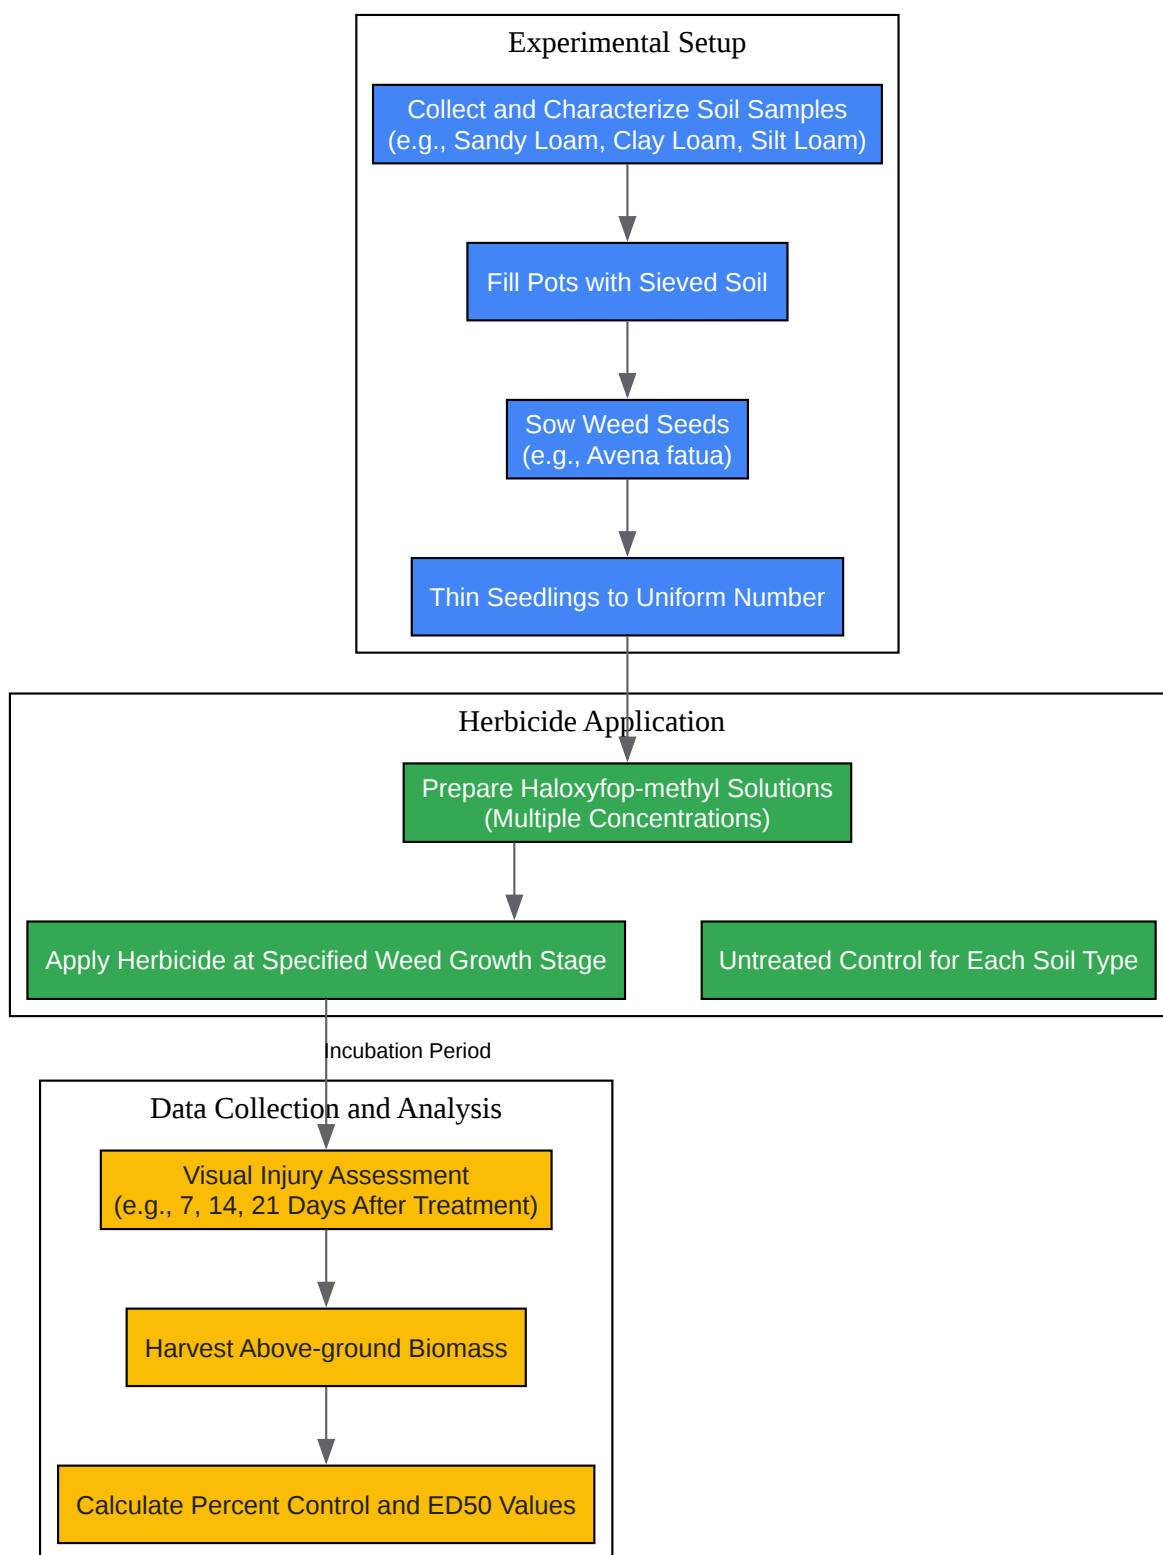 Experimental Setup
Collect and Characterize Soil Samples
(e.g., Sandy Loam, Clay Loam, Silt Loam)
Fill Pots with Sieved Soil
Sow Weed Seeds
(e.g., Avena fatua)
Thin Seedlings to Uniform Number
Herbicide Application
Prepare Haloxyfop-methyl Solutions
(Multiple Concentrations)
Apply Herbicide at Specified Weed Growth Stage
Untreated Control for Each Soil Type
Incubation Period
Data Collection and Analysis
Visual Injury Assessment
(e.g., 7, 14, 21 Days After Treatment)
Harvest Above-ground Biomass
Calculate Percent Control and ED50 Values